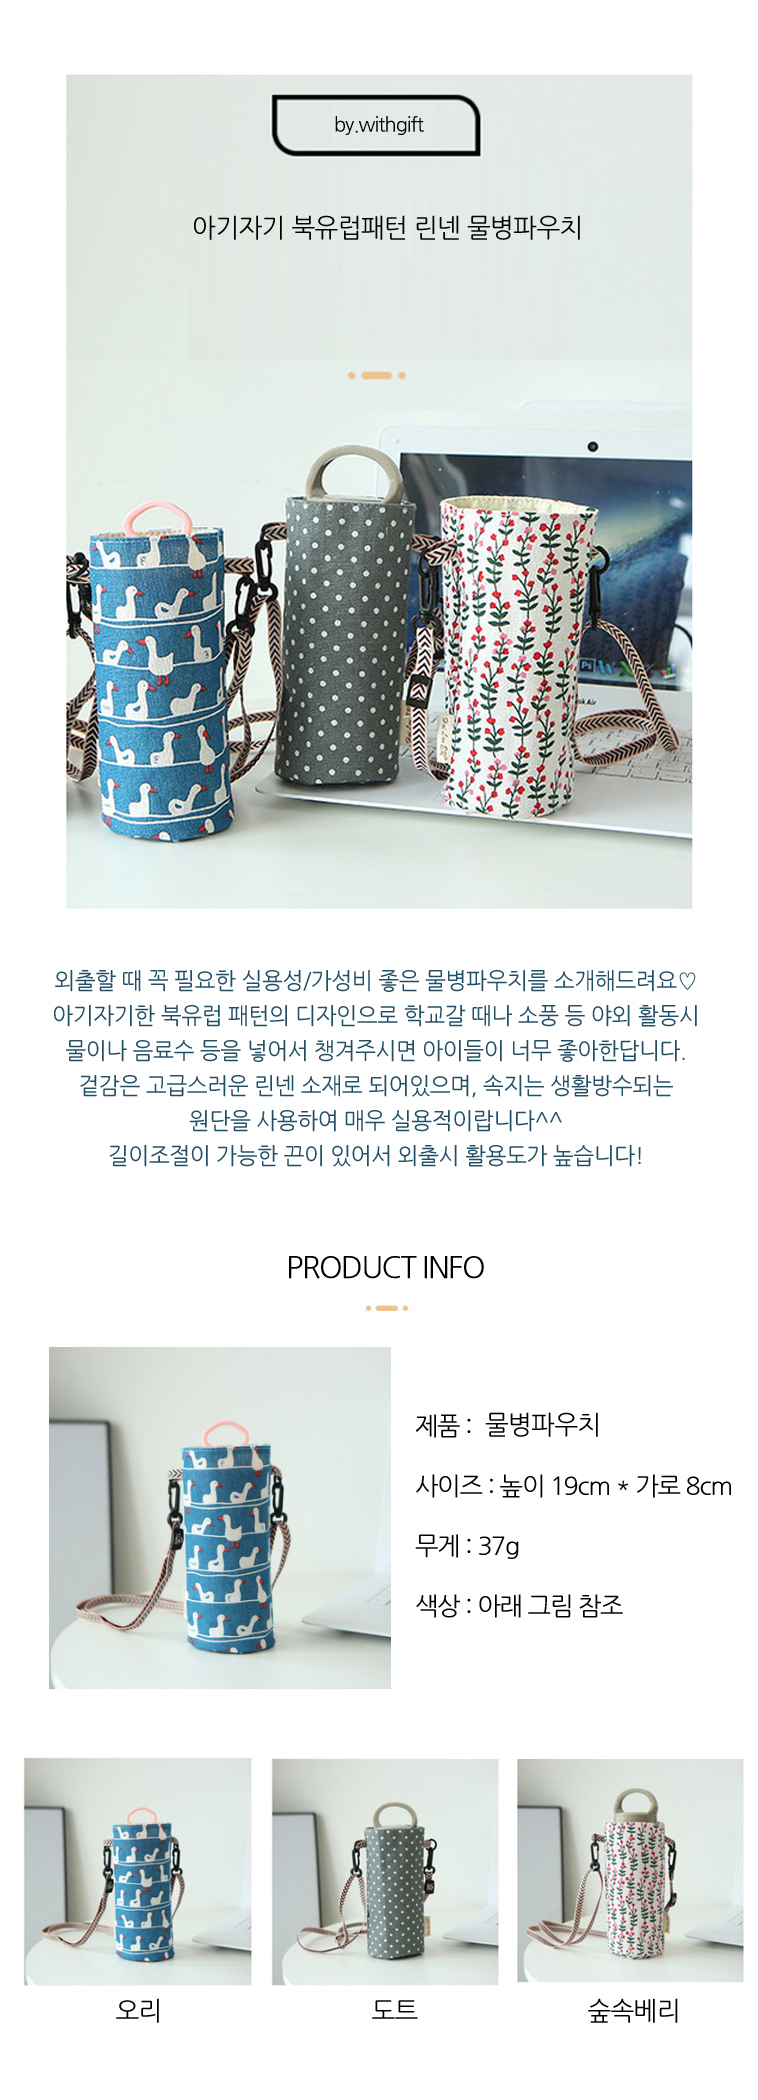 by.withgift
아기자기 북유럽패턴 린넨 물병파우치
외출할 때 꼭 필요한 실용성/가성비 좋은 물병파우치를 소개해드려요♡
아기자기한 북유럽 패턴의 디자인으로 학교갈 때나 소풍 등 야외 활동시
물이나 음료수 등을 넣어서 챙겨주시면 아이들이 너무 좋아한답니다.
겉감은 고급스러운 린넨 소재로 되어있으며, 속지는 생활방수되는
원단을 사용하여 매우 실용적이랍니다^^
길이조절이 가능한 끈이 있어서 외출시 활용도가 높습니다!
PRODUCT INFO
제품 : 물병파우치
사이즈 : 높이 19cm * 가로 8cm
무게 : 37g
색상 : 아래 그림 참조
오리
도트
숲속베리